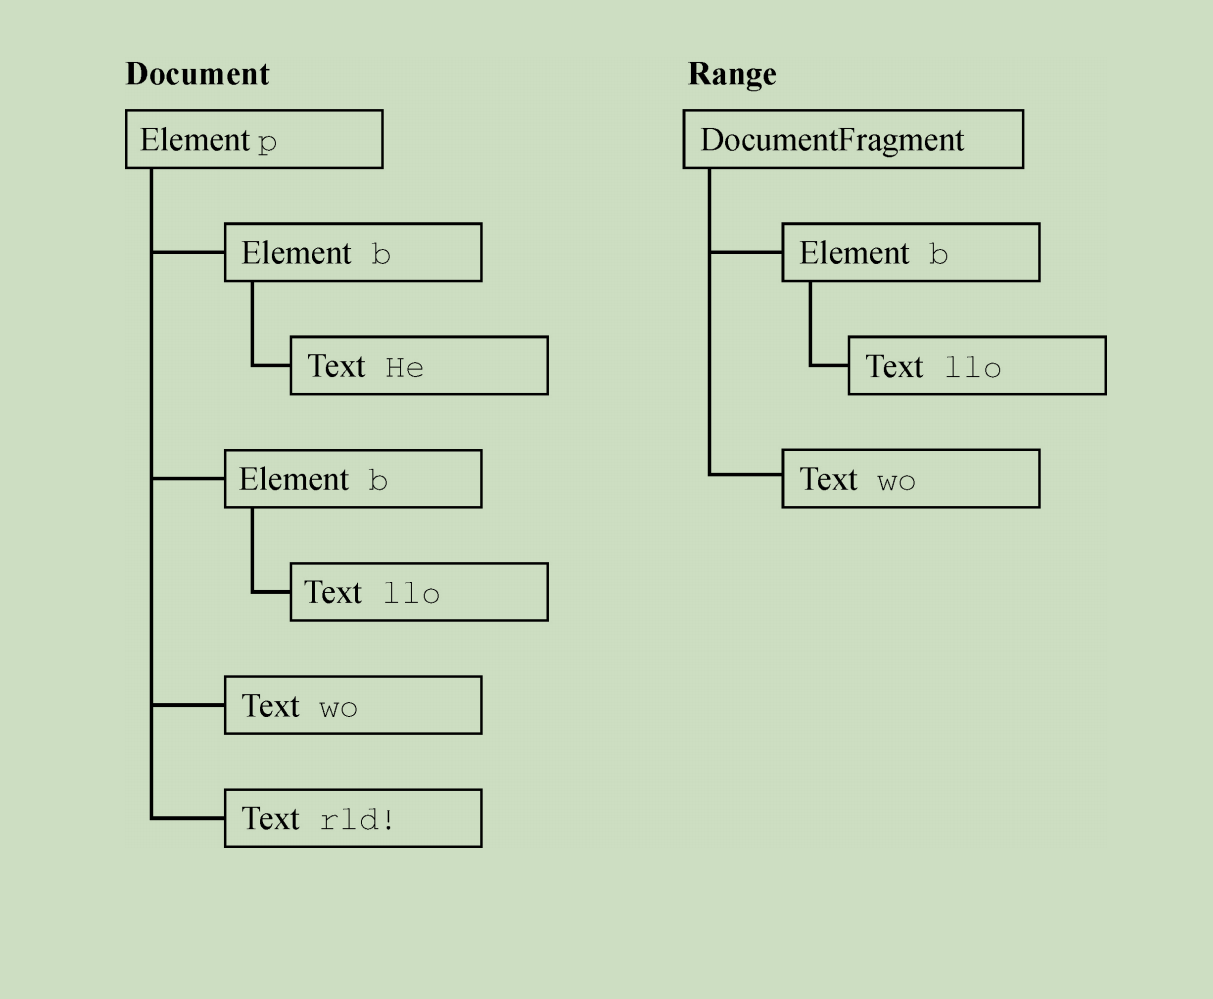 Document
Element p
Element b
Text He
Element b
Text llo
Text wo
Text rld!
Range
DocumentFragment
Element b
Text llo
Text wo